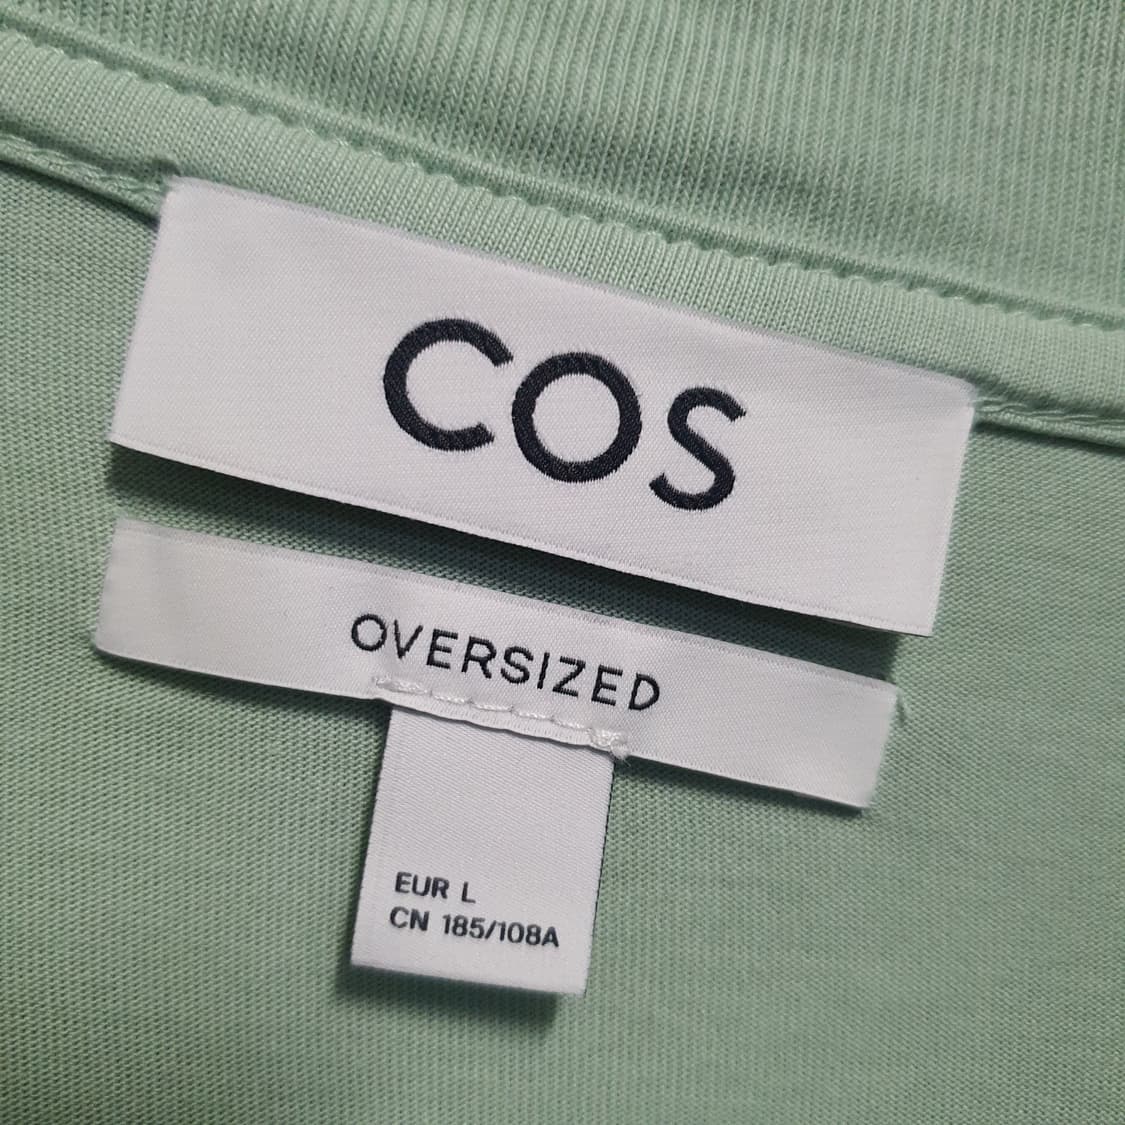 COS
OVERSIZED
EUR L
CN 185/108A